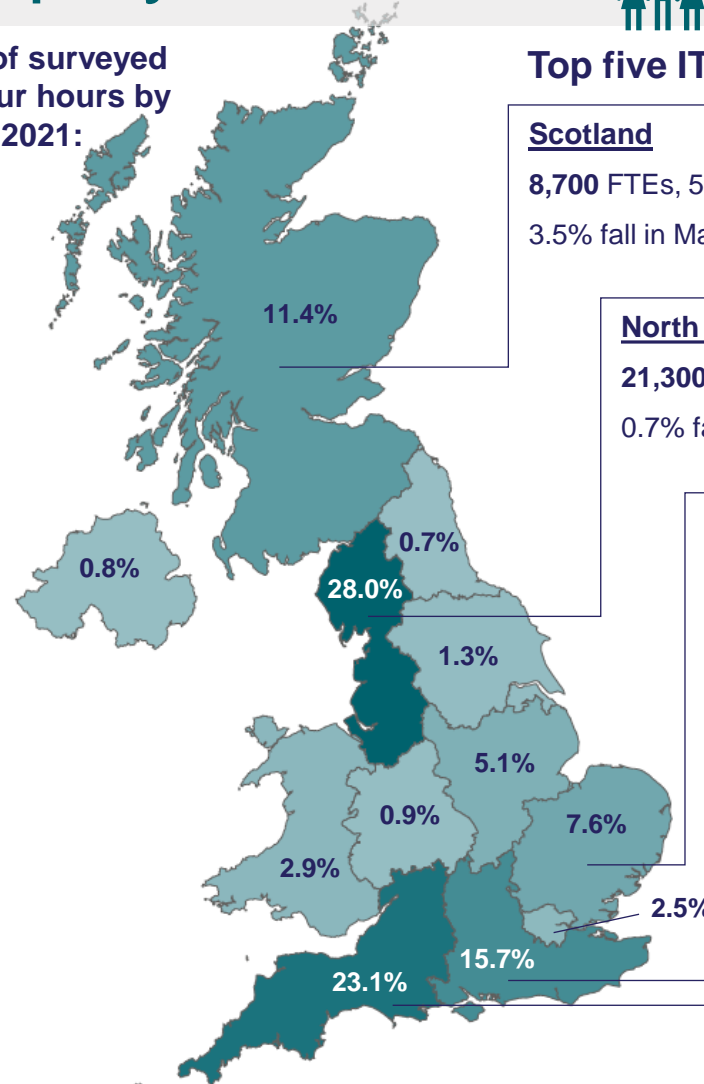 of surveyed
ur hours by
2021:
Top five IT
Scotland
8,700 FTEs, 5
3.5% fall in Ma
11.4%
North
21,300
0.7% fa
0.7%
0.8%
28.0%
1.3%
5.1%
0.9%
7.6%
2.9%
2.5%
15.7%
23.1%